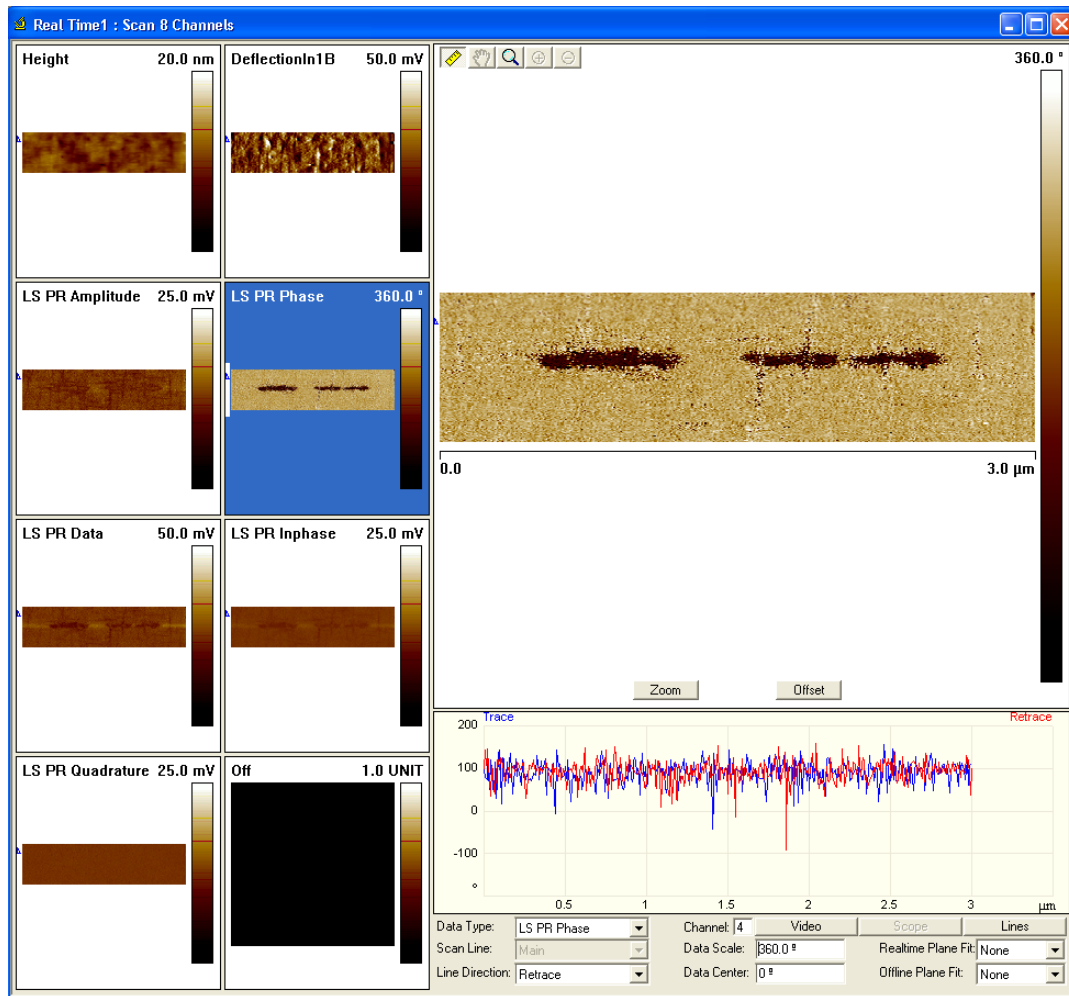 Real Time1 : Scan 8 Channels
Height 20.0 nm
DeflectionIn1B 50.0 mV
360.0 º
LS PR Amplitude 25.0 mV
LS PR Phase 360.0 º
0.0 3.0 µm
LS PR Data 50.0 mV
LS PR Inphase 25.0 mV
Zoom Offset
Trace Retrace
200
100
0
-100
º
0.5 1 1.5 2 2.5 3 µm
LS PR Quadrature 25.0 mV
Off 1.0 UNIT
Data Type: LS PR Phase Channel: 4 Video Scope Lines
Scan Line: Main Data Scale: 360.0 º Realtime Plane Fit: None
Line Direction: Retrace Data Center: 0 º Offline Plane Fit: None